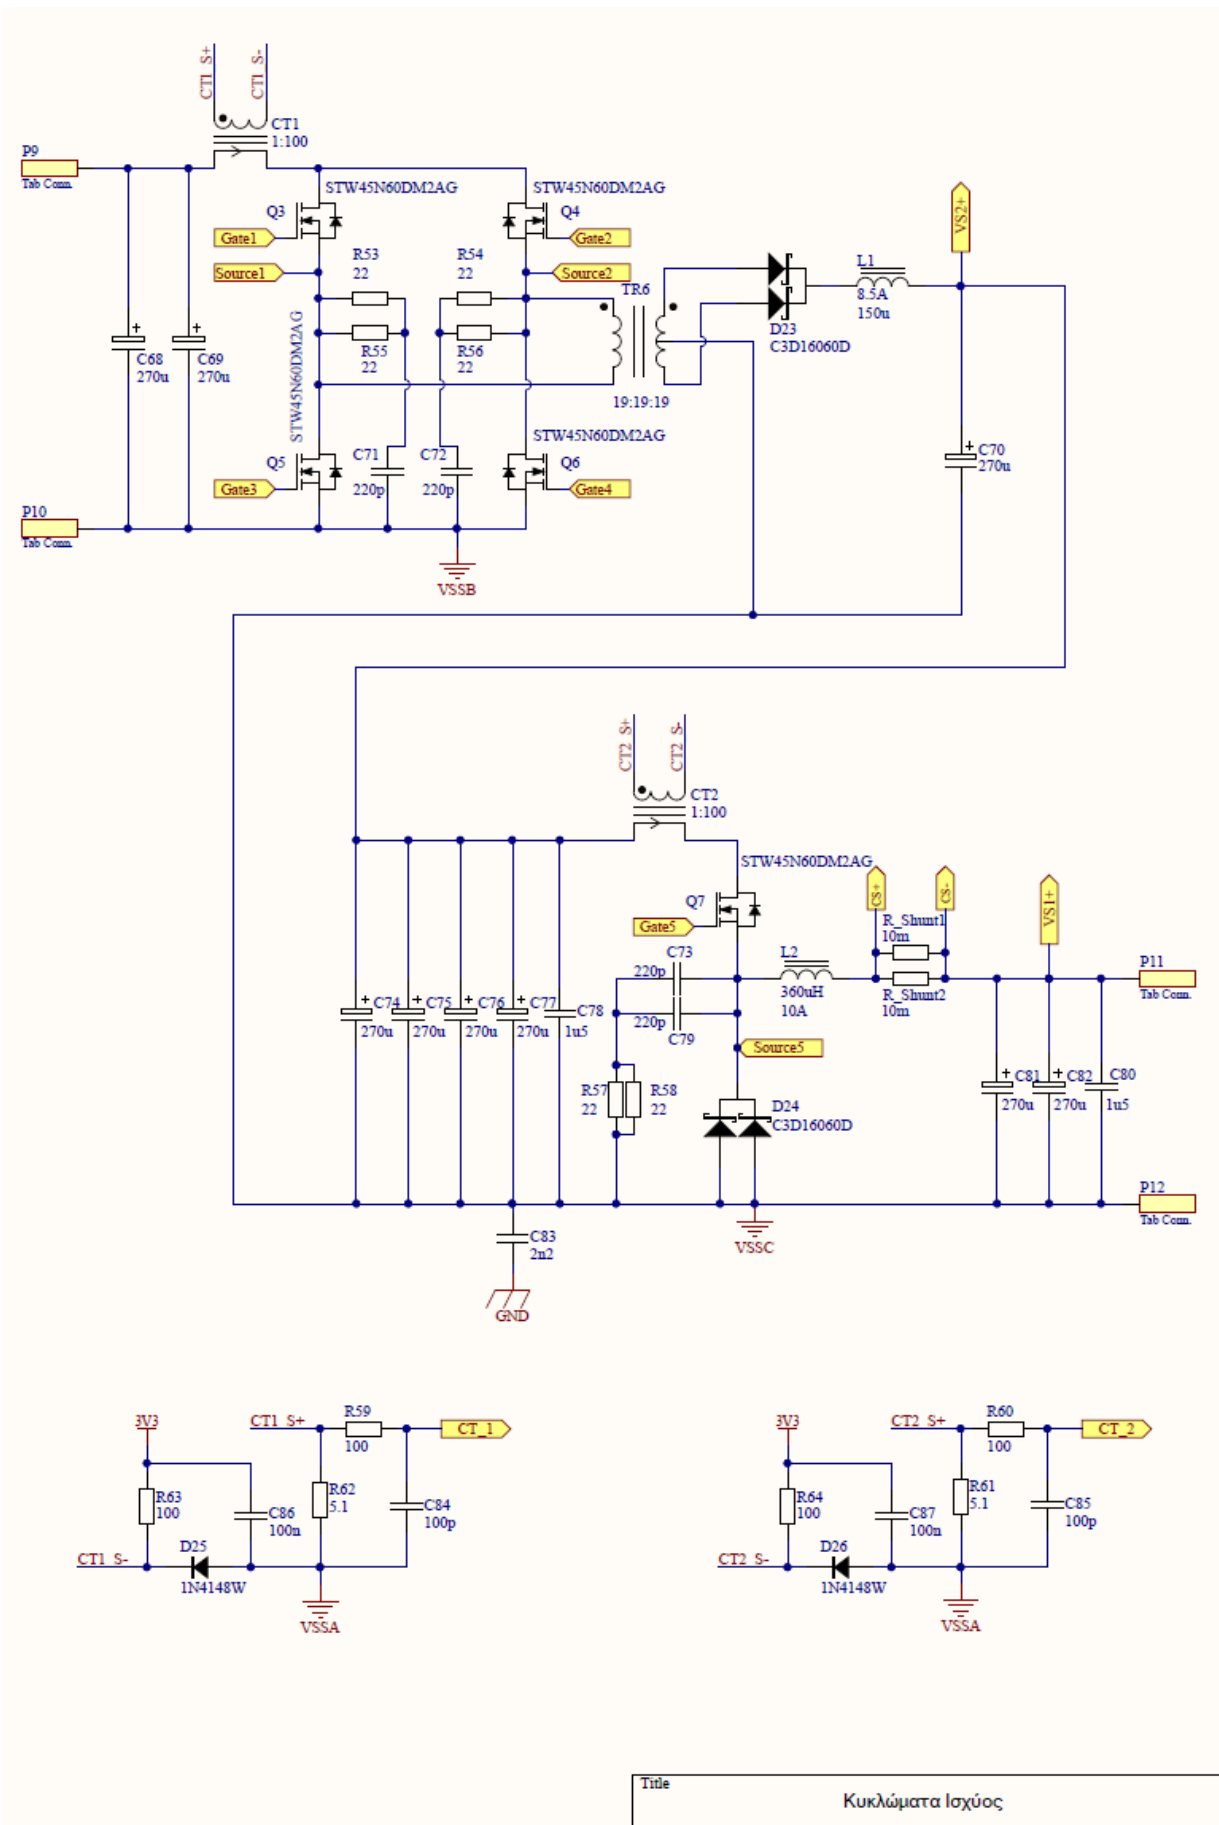 CT1_S+
CT1_S-
CT1
1:100
P9
Tab Conn.
STW45N60DM2AG
STW45N60DM2AG
Q3
Q4
Gate1
Gate2
Source1
Source2
R53
22
R54
22
TR6
R55
22
R56
22
C68
270u
C69
270u
STW45N60DM2AG
19:19:19
D23
C3D16060D
L1
8.5A
150u
VS2+
STW45N60DM2AG
Q5
Q6
C71
220p
C72
220p
Gate3
Gate4
C70
270u
P10
Tab Conn.
VSSB
CT2_S+
CT2_S-
CT2
1:100
STW45N60DM2AG
Q7
Gate5
CS+
CS-
VS1+
R_Shunt1
10m
C73
220p
L2
360uH
10A
R_Shunt2
10m
P11
Tab Conn.
C74
270u
C75
270u
C76
270u
C77
270u
C78
1u5
220p
C79
Source5
R57
22
R58
22
D24
C3D16060D
C81
270u
C82
270u
C80
1u5
P12
Tab Conn.
C83
2n2
VSSC
GND
3V3
CT1_S+
R59
100
CT_1
R63
100
C86
100n
R62
5.1
C84
100p
CT1_S-
D25
1N4148W
VSSA
3V3
CT2_S+
R60
100
CT_2
R64
100
C87
100n
R61
5.1
C85
100p
CT2_S-
D26
1N4148W
VSSA
Title
Κυκλώματα Ισχύος